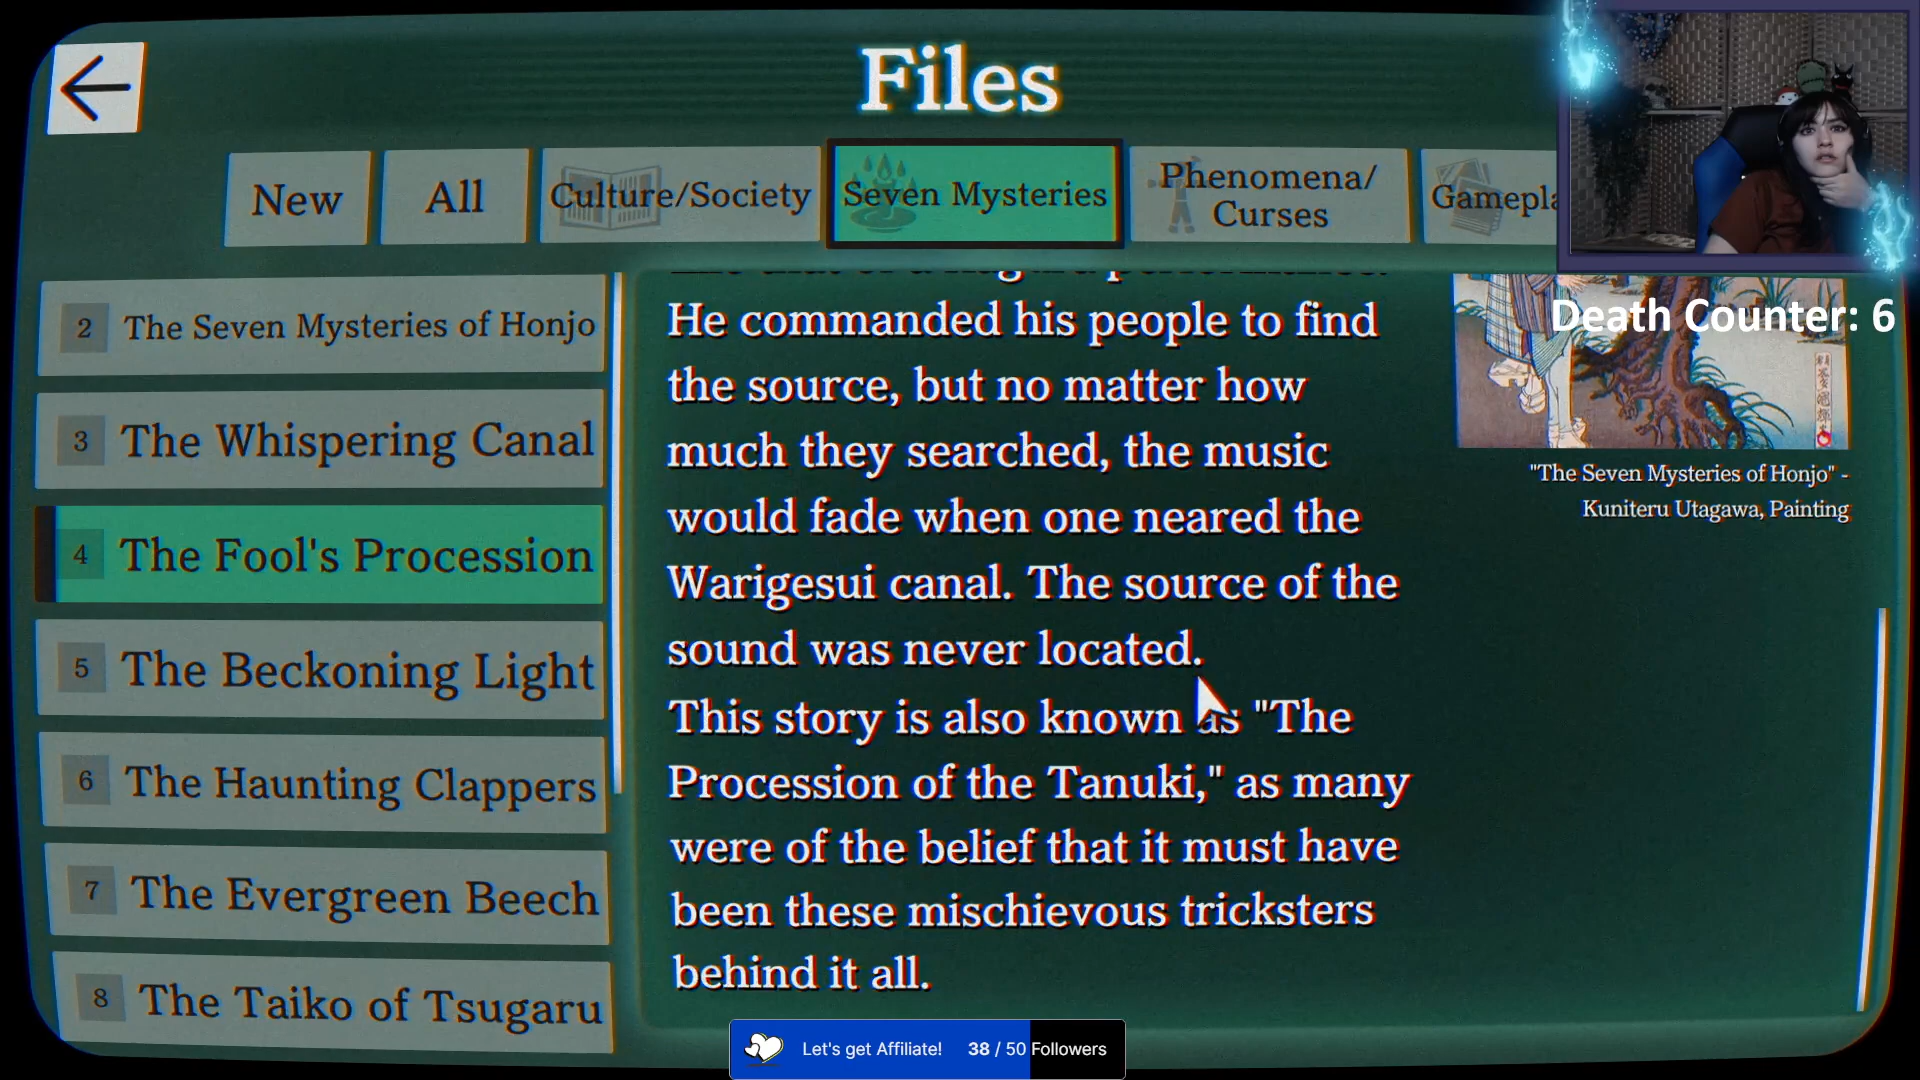 Files
New
All
Culture/Society
Seven Mysteries
Phenomena/
Curses
2 The Seven Mysteries of Honjo
3 The Whispering Canal
4 The Fool's Procession
5 The Beckoning Light
6 The Haunting Clappers
7 The Evergreen Beech
8 The Taiko of Tsugaru
He commanded his people to find
the source, but no matter how
much they searched, the music
would fade when one neared the
Warigesui canal. The source of the
sound was never located.
This story is also known as "The
Procession of the Tanuki," as many
were of the belief that it must have
been these mischievous tricksters
behind it all.
Death Counter: 6
"The Seven Mysteries of Honjo" -
Kuniteru Utagawa, Painting
Let's get Affiliate! 38 / 50 Followers